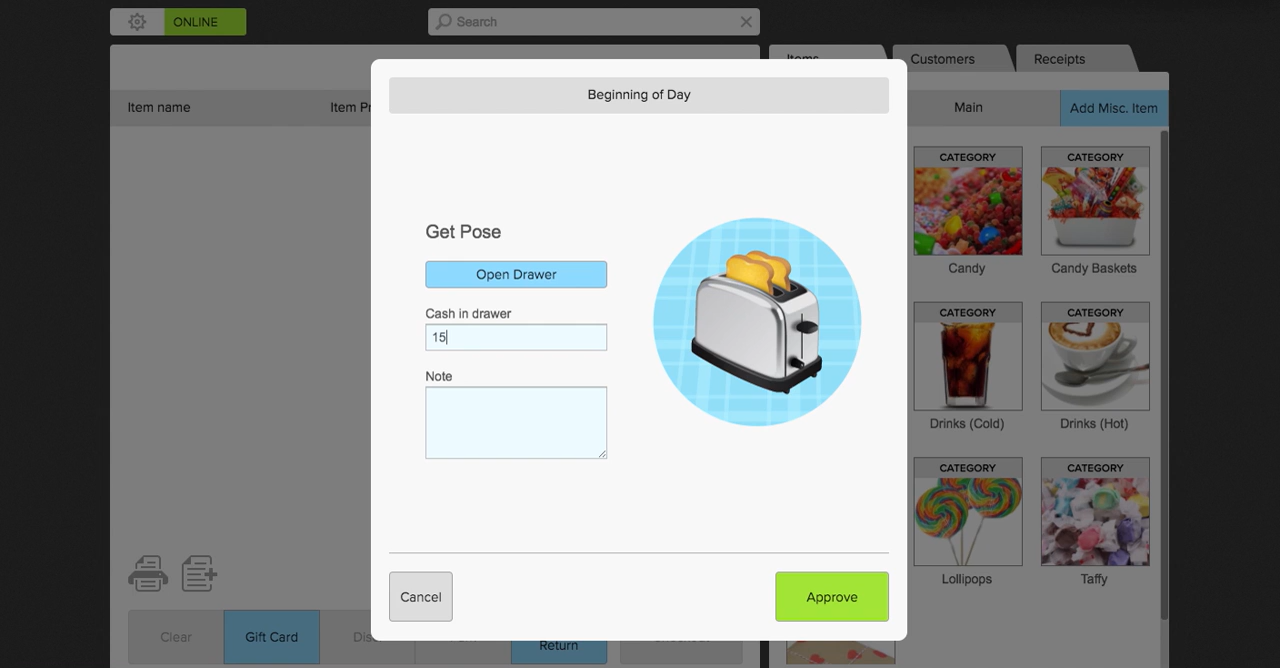 ONLINE
Search
Items
Customers
Receipts
Item name
Item Pr
Main
Add Misc. Item
Beginning of Day
Get Pose
Open Drawer
Cash in drawer
15
Note
Cancel
Approve
CATEGORY
CATEGORY
Candy
Candy Baskets
CATEGORY
CATEGORY
Drinks (Cold)
Drinks (Hot)
CATEGORY
CATEGORY
Lollipops
Taffy
Clear
Gift Card
Return